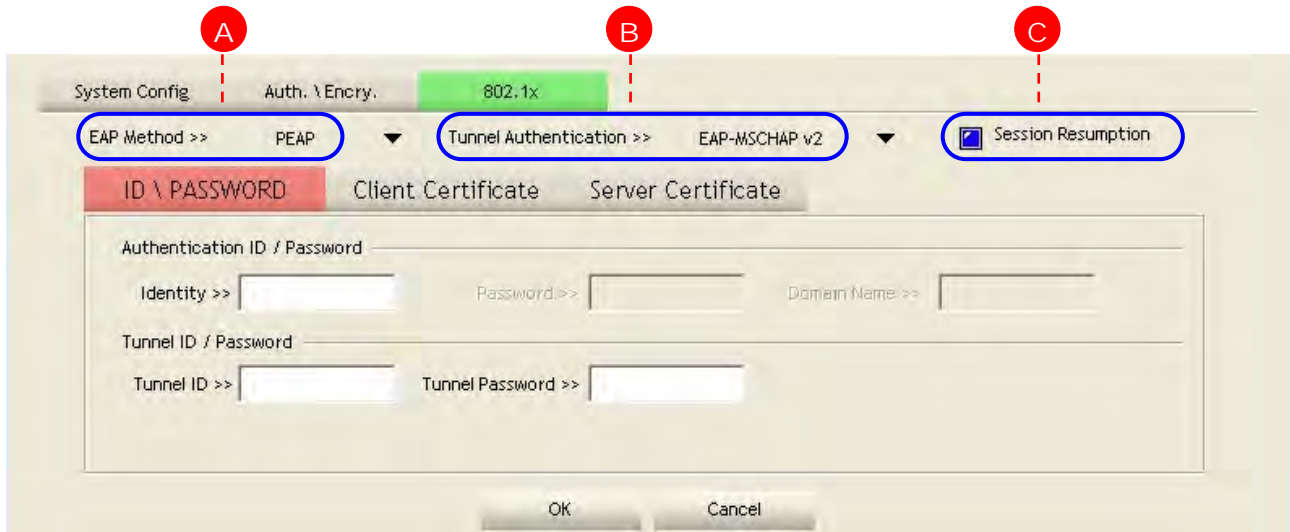 A B C
System Config Auth. \ Encry. 802.1x
EAP Method >> PEAP Tunnel Authentication >> EAP-MSCHAP v2 Session Resumption
ID \ PASSWORD Client Certificate Server Certificate
Authentication ID / Password
Identity >> Password >> Domain Name >>
Tunnel ID / Password
Tunnel ID >> Tunnel Password >>
OK Cancel